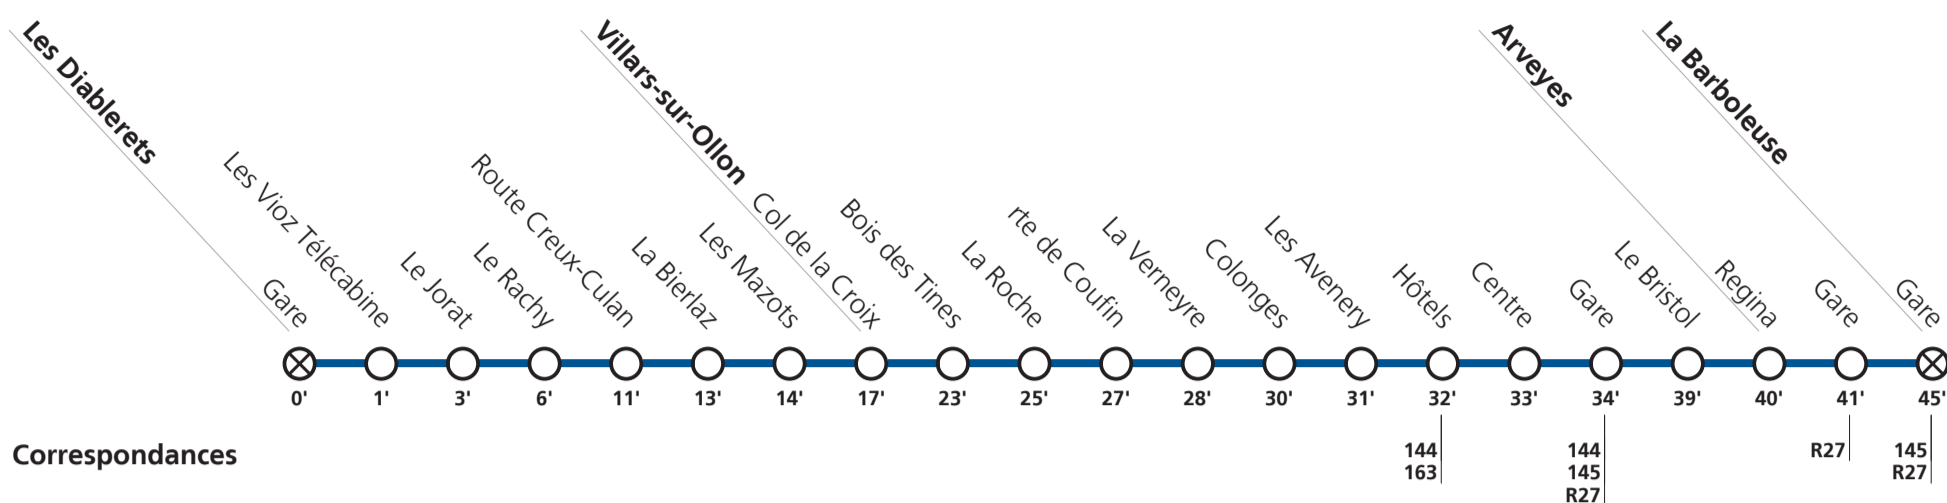 Les Diablerets
Gare
Les Vioz Télécabine
Le Jorat
Le Rachy
Route Creux-Culan
La Bierlaz
Les Mazots
Villars-sur-Ollon
Col de la Croix
Bois des Tines
La Roche
rte de Coufin
La Verneyre
Colonges
Les Avenery
Hôtels
Centre
Gare
Le Bristol
Arveyes
Regina
Gare
La Barboleuse
Gare
0' 1' 3' 6' 11' 13' 14' 17' 23' 25' 27' 28' 30' 31' 32' 33' 34' 39' 40' 41' 45'
Correspondances
144
163
144
145
R27
R27
145
R27